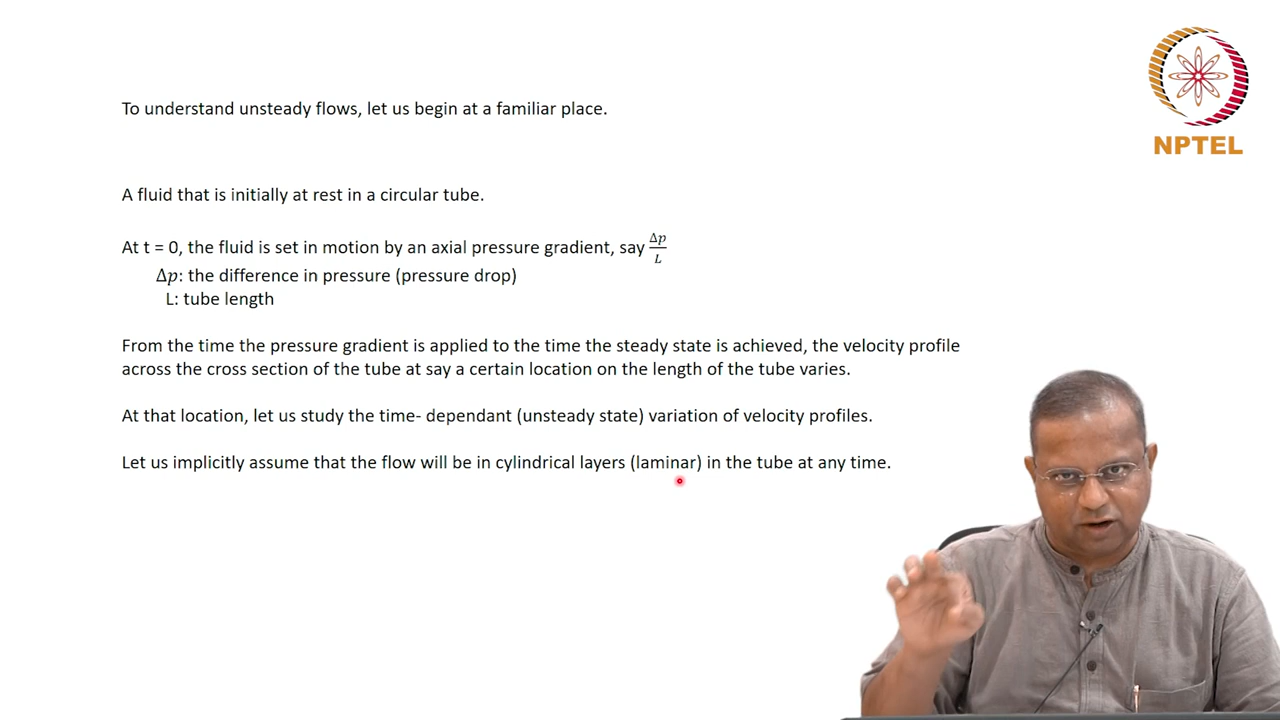 To understand unsteady flows, let us begin at a familiar place.
NPTEL
A fluid that is initially at rest in a circular tube.
At t = 0, the fluid is set in motion by an axial pressure gradient, say Δp/L
Δp: the difference in pressure (pressure drop)
L: tube length
From the time the pressure gradient is applied to the time the steady state is achieved, the velocity profile
across the cross section of the tube at say a certain location on the length of the tube varies.
At that location, let us study the time- dependant (unsteady state) variation of velocity profiles.
Let us implicitly assume that the flow will be in cylindrical layers (laminar) in the tube at any time.